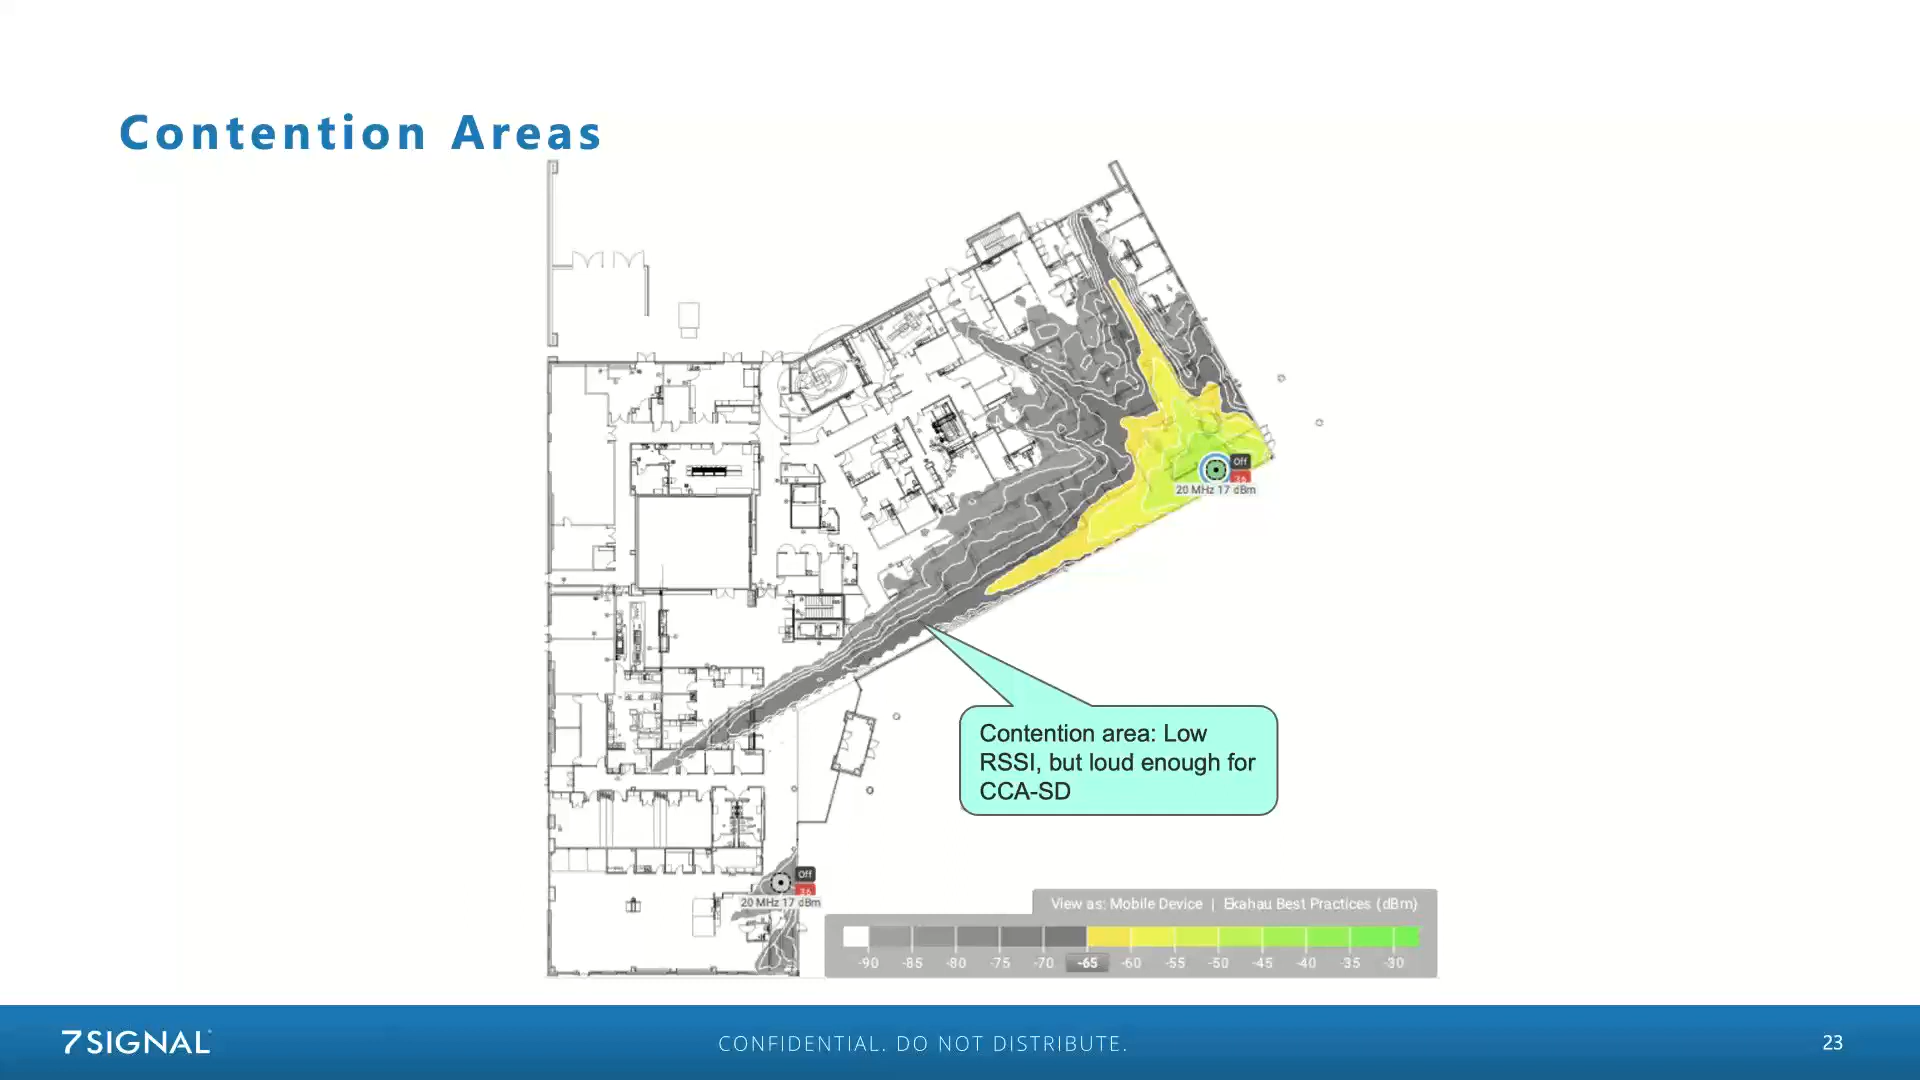 Contention Areas
Off
36
20 MHz 17 dBm
Contention area: Low
RSSI, but loud enough for
CCA-SD
Off
36
20 MHz 17 dBm
View as: Mobile Device | Ekahau Best Practices (dBm)
-90 -85 -80 -75 -70 -65 -60 -55 -50 -45 -40 -35 -30
7SIGNAL
CONFIDENTIAL. DO NOT DISTRIBUTE.
23